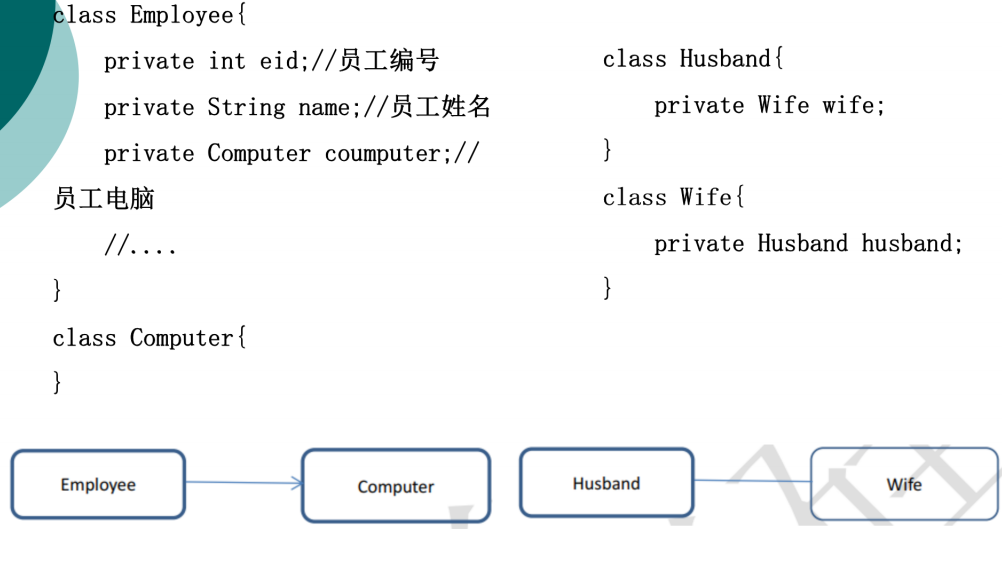 class Employee{
private int eid;//员工编号
private String name;//员工姓名
private Computer coumputer;//
员工电脑
//....
}
class Computer{
}
class Husband{
private Wife wife;
}
class Wife{
private Husband husband;
}
Employee
Computer
Husband
Wife